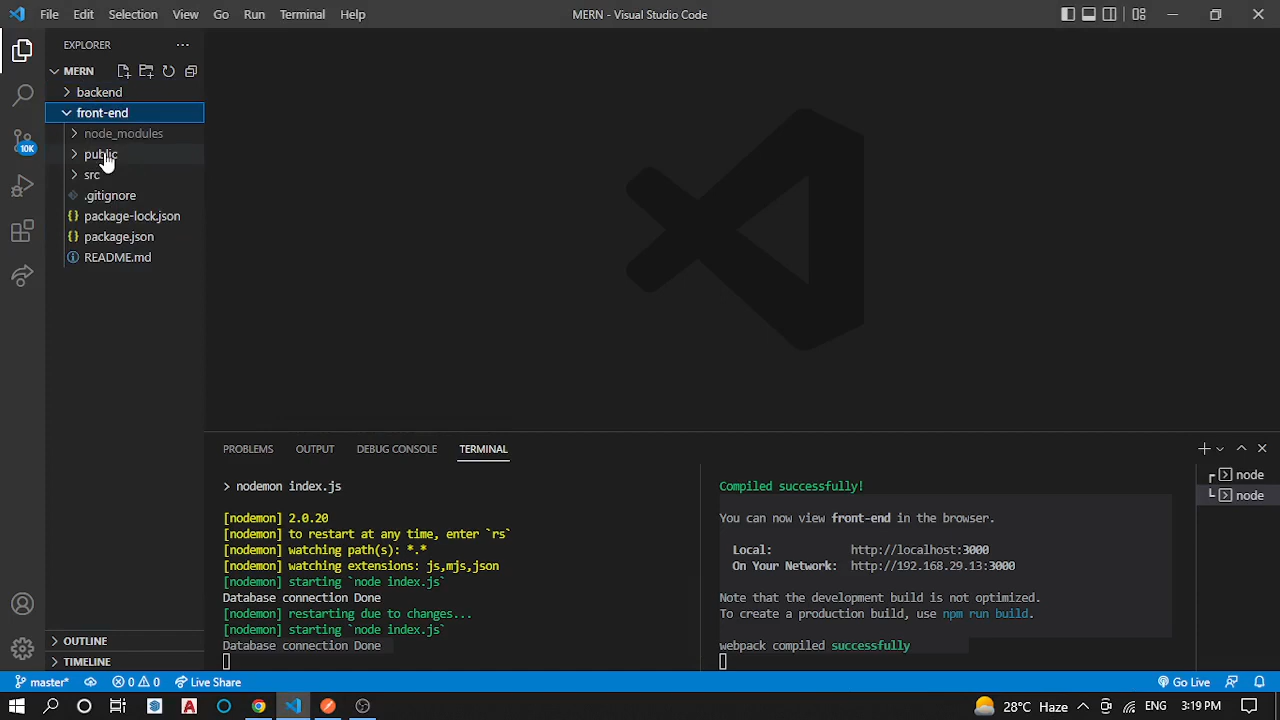 File Edit Selection View Go Run Terminal Help
MERN - Visual Studio Code
EXPLORER
MERN
backend
front-end
node_modules
public
src
.gitignore
package-lock.json
package.json
README.md
10K
OUTLINE
TIMELINE
PROBLEMS OUTPUT DEBUG CONSOLE TERMINAL
> nodemon index.js
[nodemon] 2.0.20
[nodemon] to restart at any time, enter `rs`
[nodemon] watching path(s): *.*
[nodemon] watching extensions: js,mjs,json
[nodemon] starting `node index.js`
Database connection Done
[nodemon] restarting due to changes...
[nodemon] starting `node index.js`
Database connection Done
Compiled successfully!
You can now view front-end in the browser.
Local: http://localhost:3000
On Your Network: http://192.168.29.13:3000
Note that the development build is not optimized.
To create a production build, use npm run build.
webpack compiled successfully
node
node
master* 0 0 Live Share
Go Live
28°C Haze ENG 3:19 PM